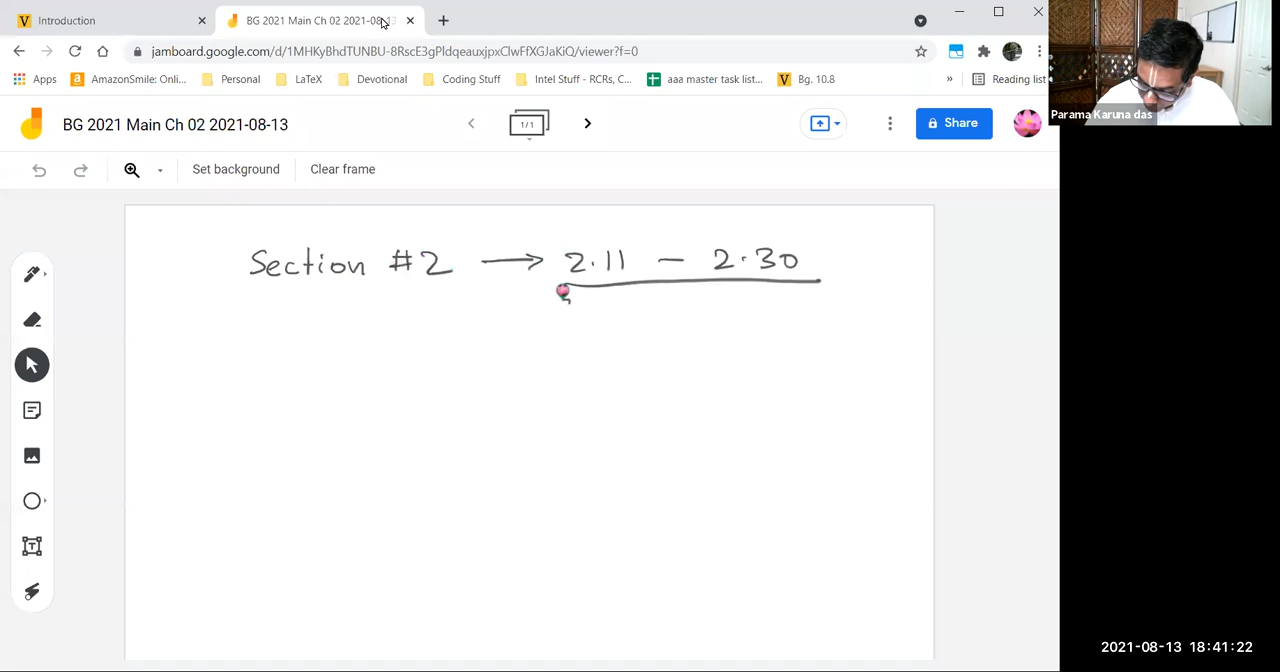 Introduction
BG 2021 Main Ch 02 2021-08-13
jamboard.google.com/d/1MHKyBhdTUNBU-8RscE3gPldqeauxjpxClwFfXGJaKiQ/viewer?f=0
Apps AmazonSmile: Onli... Personal LaTeX Devotional Coding Stuff Intel Stuff - RCRs, C... aaa master task list... Bg. 10.8 » Reading list
Parama Karuna das
BG 2021 Main Ch 02 2021-08-13 1/1 Share
Set background Clear frame
Section #2 → 2.11 – 2.30
2021-08-13 18:41:22